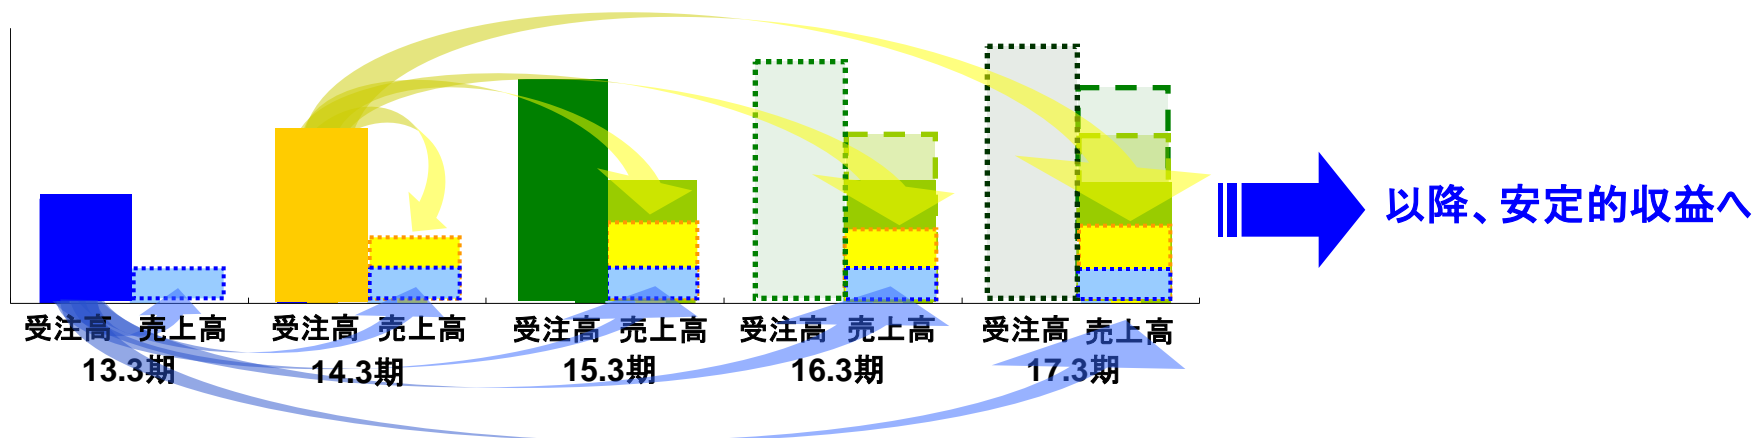 以降、安定的収益へ
受注高 売上高 受注高 売上高 受注高 売上高 受注高 売上高 受注高 売上高
13.3期 14.3期 15.3期 16.3期 17.3期